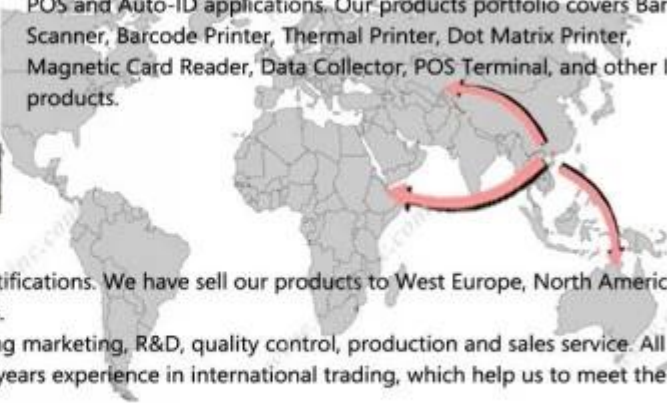 POS and Auto-ID applications. Our products portfolio covers Bar
Scanner, Barcode Printer, Thermal Printer, Dot Matrix Printer,
Magnetic Card Reader, Data Collector, POS Terminal, and other
products.
tifications. We have sell our products to West Europe, North Americ
g marketing, R&D, quality control, production and sales service. All
years experience in international trading, which help us to meet the